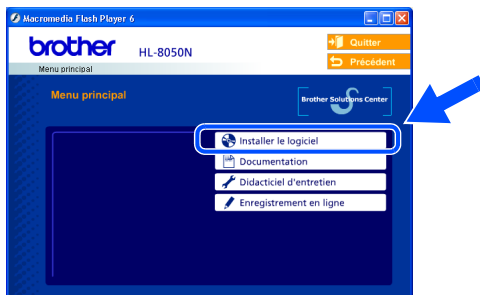 Macromedia Flash Player 6
brother
HL-8050N
Quitter
Précédent
Menu principal
Menu principal
Brother Solutions Center
Installer le logiciel
Documentation
Didacticiel d'entretien
Enregistrement en ligne